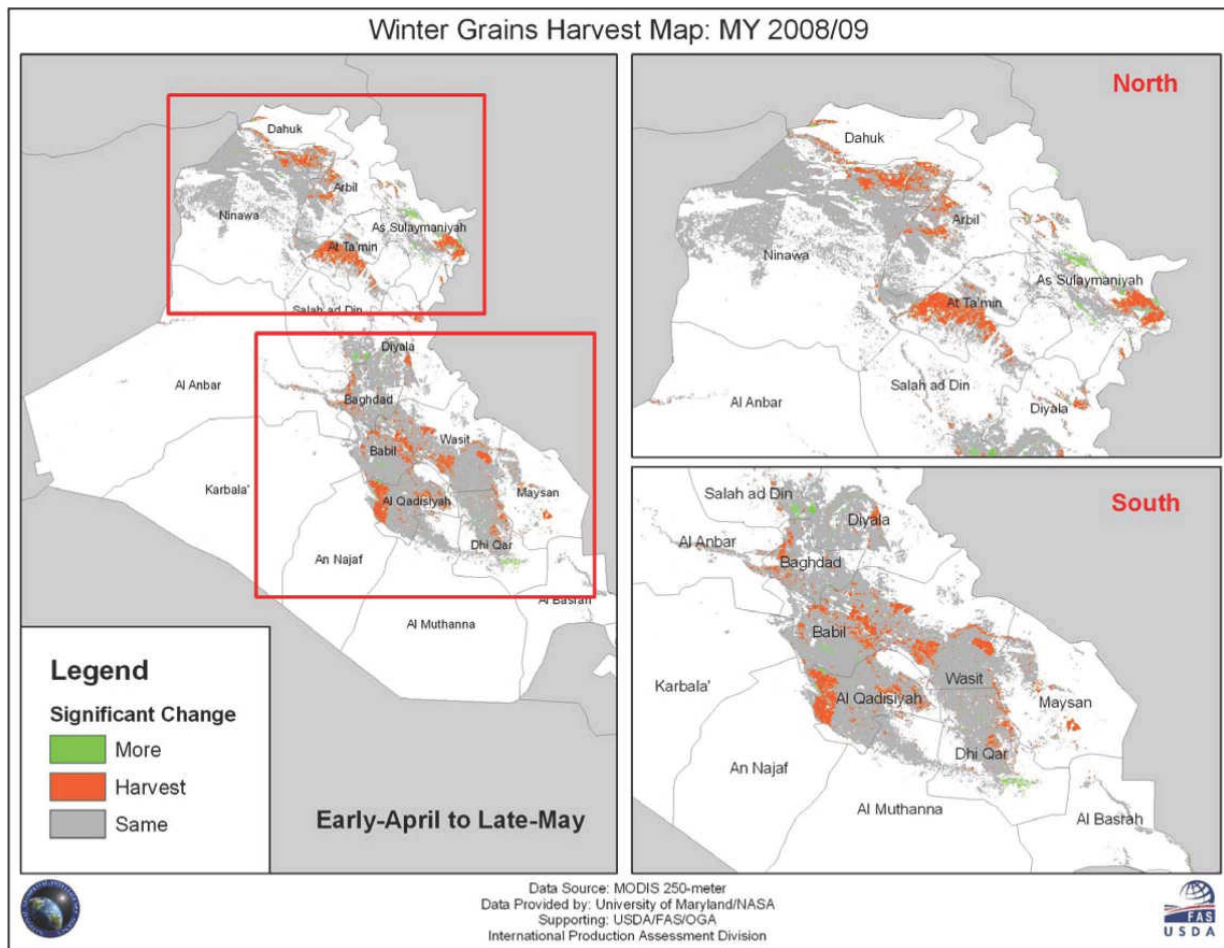 Winter Grains Harvest Map: MY 2008/09
Dahuk
Arbil
Ninawa
As Sulaymaniyah
At Ta'min
Salah ad Din
Diyala
Al Anbar
Baghdad
Wasit
Babil
Karbala'
Al Qadisiyah
Maysan
Dhi Qar
An Najaf
Al Basrah
Al Muthanna
Legend
Significant Change
More
Harvest
Same
Early-April to Late-May
North
Dahuk
Arbil
Ninawa
As Sulaymaniyah
At Ta'min
Salah ad Din
Al Anbar
Diyala
South
Salah ad Din
Diyala
Al Anbar
Baghdad
Babil
Wasit
Karbala'
Al Qadisiyah
Maysan
Dhi Qar
An Najaf
Al Muthanna
Al Basrah
Data Source: MODIS 250-meter
Data Provided by: University of Maryland/NASA
Supporting: USDA/FAS/OGA
International Production Assessment Division
FAS
USDA